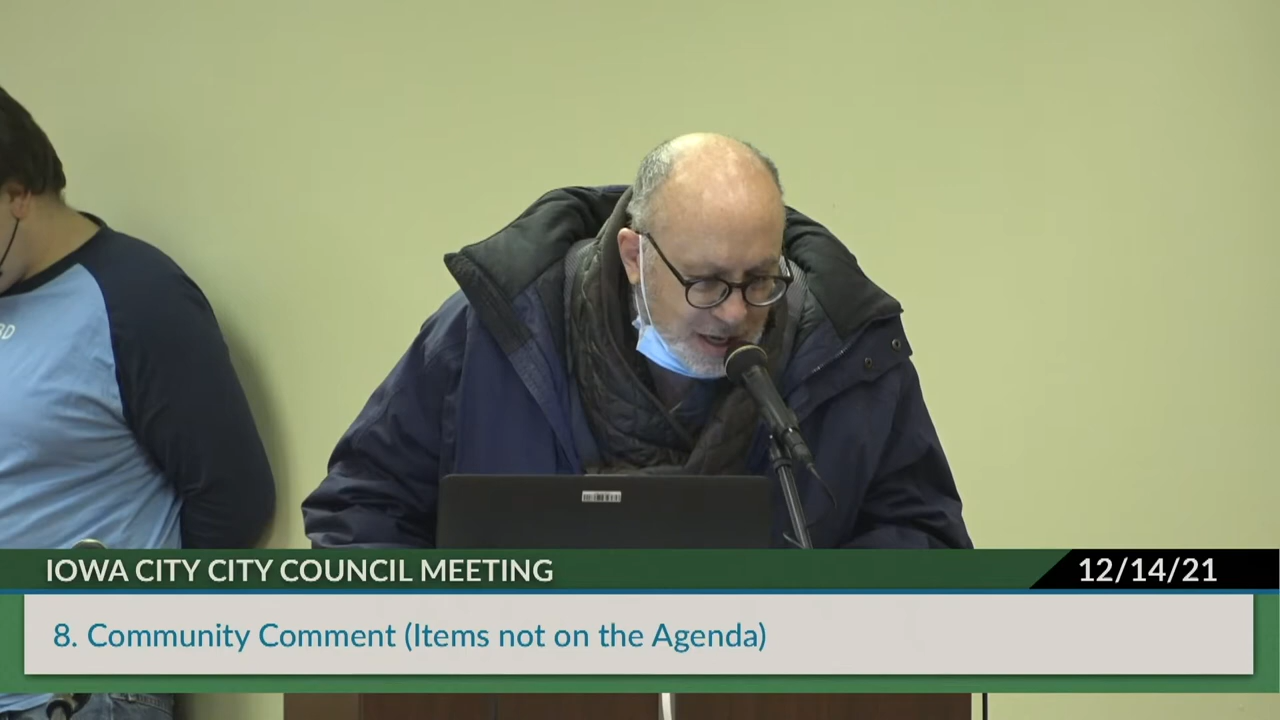 IOWA CITY CITY COUNCIL MEETING
12/14/21
8. Community Comment (Items not on the Agenda)